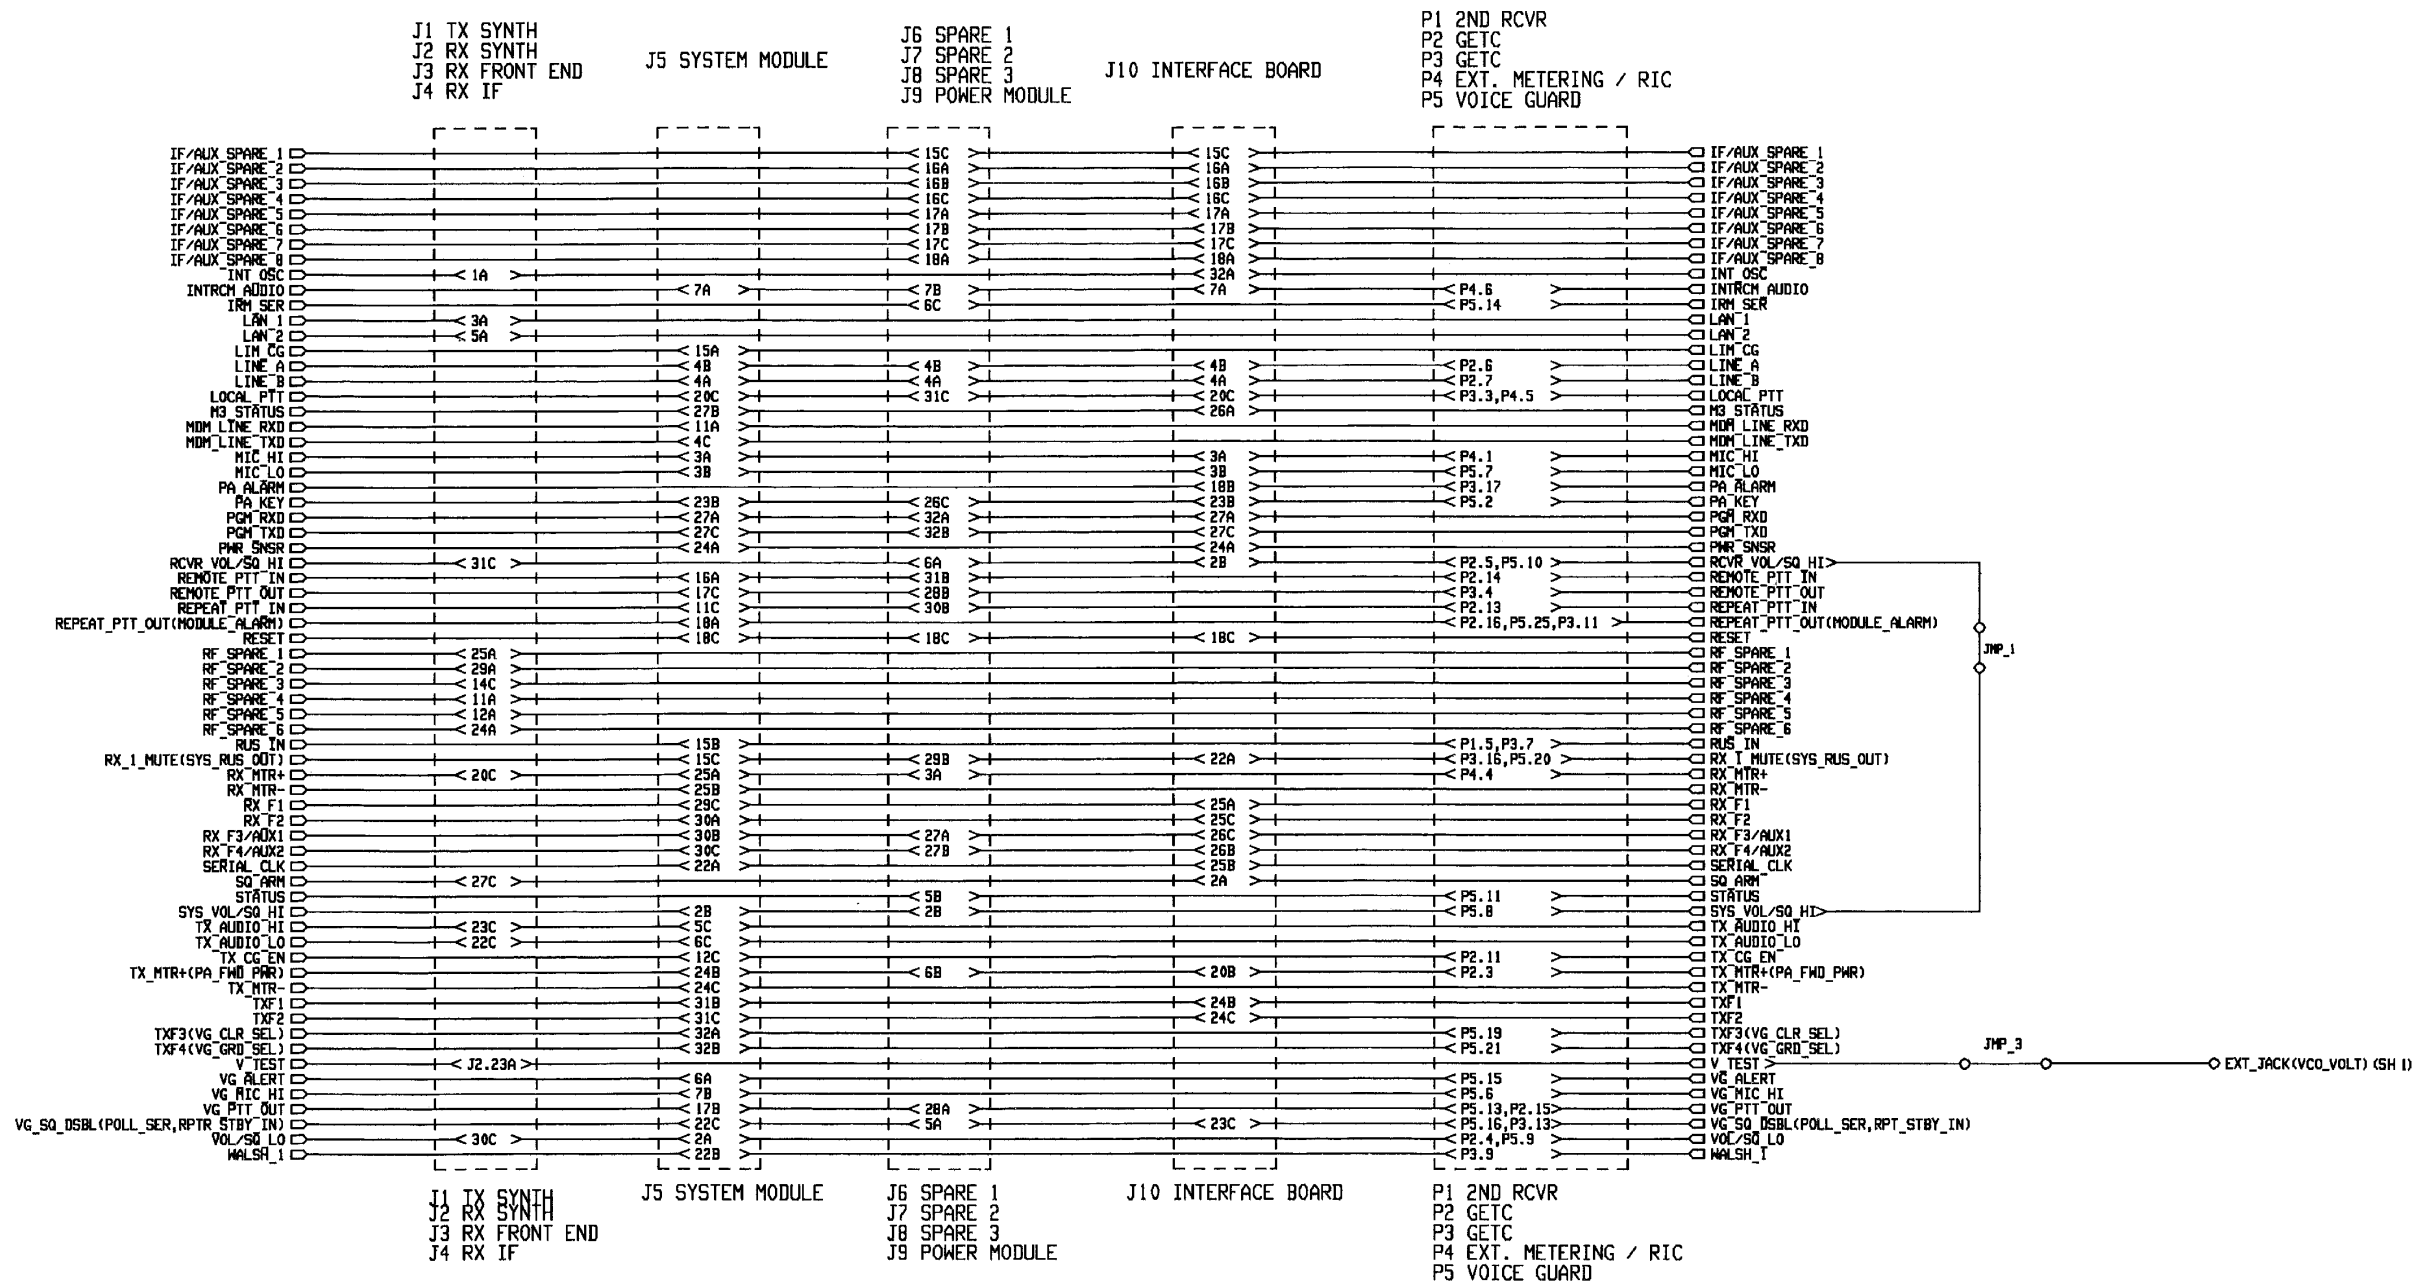 J1 TX SYNTH
J2 RX SYNTH
J3 RX FRONT END
J4 RX IF
J5 SYSTEM MODULE
J6 SPARE 1
J7 SPARE 2
J8 SPARE 3
J9 POWER MODULE
J10 INTERFACE BOARD
P1 2ND RCVR
P2 GETC
P3 GETC
P4 EXT. METERING / RIC
P5 VOICE GUARD
IF/AUX_SPARE_1 15C 15C IF/AUX_SPARE_1
IF/AUX_SPARE_2 16A 16A IF/AUX_SPARE_2
IF/AUX_SPARE_3 16B 16B IF/AUX_SPARE_3
IF/AUX_SPARE_4 16C 16C IF/AUX_SPARE_4
IF/AUX_SPARE_5 17A 17A IF/AUX_SPARE_5
IF/AUX_SPARE_6 17B 17B IF/AUX_SPARE_6
IF/AUX_SPARE_7 17C 17C IF/AUX_SPARE_7
IF/AUX_SPARE_8 18A 18A IF/AUX_SPARE_8
INT_OSC 1A 32A INT_OSC
INTRCM_AUDIO 7A 7B 7A P4.6 INTRCM_AUDIO
IRM_SER 6C P5.14 IRM_SER
LAN_1 3A LAN_1
LAN_2 5A LAN_2
LIM_CG 15A LIM_CG
LINE_A 4B 4B 4B P2.6 LINE_A
LINE_B 4A 4A 4A P2.7 LINE_B
LOCAL_PTT 20C 31C 20C P3.3,P4.5 LOCAL_PTT
M3_STATUS 27B 26A M3_STATUS
MDM_LINE_RXD 11A MDM_LINE_RXD
MDM_LINE_TXD 4C MDM_LINE_TXD
MIC_HI 3A 3A P4.1 MIC_HI
MIC_LO 3B 3B P5.7 MIC_LO
PA_ALARM 18B P3.17 PA_ALARM
PA_KEY 23B 26C 23B P5.2 PA_KEY
PGM_RXD 27A 32A 27A PGM_RXD
PGM_TXD 27C 32B 27C PGM_TXD
PWR_SNSR 24A 24A PWR_SNSR
RCVR_VOL/SQ_HI 31C 6A 2B P2.5,P5.10 RCVR_VOL/SQ_HI
REMOTE_PTT_IN 16A 31B P2.14 REMOTE_PTT_IN
REMOTE_PTT_OUT 17C 28B P3.4 REMOTE_PTT_OUT
REPEAT_PTT_IN 11C 30B P2.13 REPEAT_PTT_IN
REPEAT_PTT_OUT(MODULE_ALARM) 18A P2.16,P5.25,P3.11 REPEAT_PTT_OUT(MODULE_ALARM)
RESET 18C 18C 18C RESET
RF_SPARE_1 25A RF_SPARE_1
JMP_1
RF_SPARE_2 29A RF_SPARE_2
RF_SPARE_3 14C RF_SPARE_3
RF_SPARE_4 11A RF_SPARE_4
RF_SPARE_5 12A RF_SPARE_5
RF_SPARE_6 24A RF_SPARE_6
RUS_IN 15B P1.5,P3.7 RUS_IN
RX_1_MUTE(SYS_RUS_OUT) 15C 29B 22A P3.16,P5.20 RX_1_MUTE(SYS_RUS_OUT)
RX_MTR+ 20C 25A 3A P4.4 RX_MTR+
RX_MTR- 25B RX_MTR-
RX_F1 29C 25A RX_F1
RX_F2 30A 25C RX_F2
RX_F3/AUX1 30B 27A 26C RX_F3/AUX1
RX_F4/AUX2 30C 27B 26B RX_F4/AUX2
SERIAL_CLK 22A 25B SERIAL_CLK
SQ_ARM 27C 2A SQ_ARM
STATUS 5B P5.11 STATUS
SYS_VOL/SQ_HI 2B 2B P5.8 SYS_VOL/SQ_HI
TX_AUDIO_HI 23C 5C TX_AUDIO_HI
TX_AUDIO_LO 22C 6C TX_AUDIO_LO
TX_CG_EN 12C P2.11 TX_CG_EN
TX_MTR+(PA_FWD_PWR) 24B 6B 20B P2.3 TX_MTR+(PA_FWD_PWR)
TX_MTR- 24C TX_MTR-
TXF1 31B 24B TXF1
TXF2 31C 24C TXF2
TXF3(VG_CLR_SEL) 32A P5.19 TXF3(VG_CLR_SEL)
TXF4(VG_GRD_SEL) 32B P5.21 TXF4(VG_GRD_SEL)
JMP_3
V_TEST J2.23A V_TEST EXT_JACK(VCO_VOLT) (SH 1)
VG_ALERT 6A P5.15 VG_ALERT
VG_MIC_HI 7B P5.6 VG_MIC_HI
VG_PTT_OUT 17B 28A P5.13,P2.15 VG_PTT_OUT
VG_SQ_DSBL(POLL_SER,RPTR_STBY_IN) 22C 5A 23C P5.16,P3.13 VG_SQ_DSBL(POLL_SER,RPT_STBY_IN)
VOL/SQ_LO 30C 2A P2.4,P5.9 VOL/SQ_LO
WALSH_1 22B P3.9 WALSH_1
J1 TX SYNTH
J2 RX SYNTH
J3 RX FRONT END
J4 RX IF
J5 SYSTEM MODULE
J6 SPARE 1
J7 SPARE 2
J8 SPARE 3
J9 POWER MODULE
J10 INTERFACE BOARD
P1 2ND RCVR
P2 GETC
P3 GETC
P4 EXT. METERING / RIC
P5 VOICE GUARD